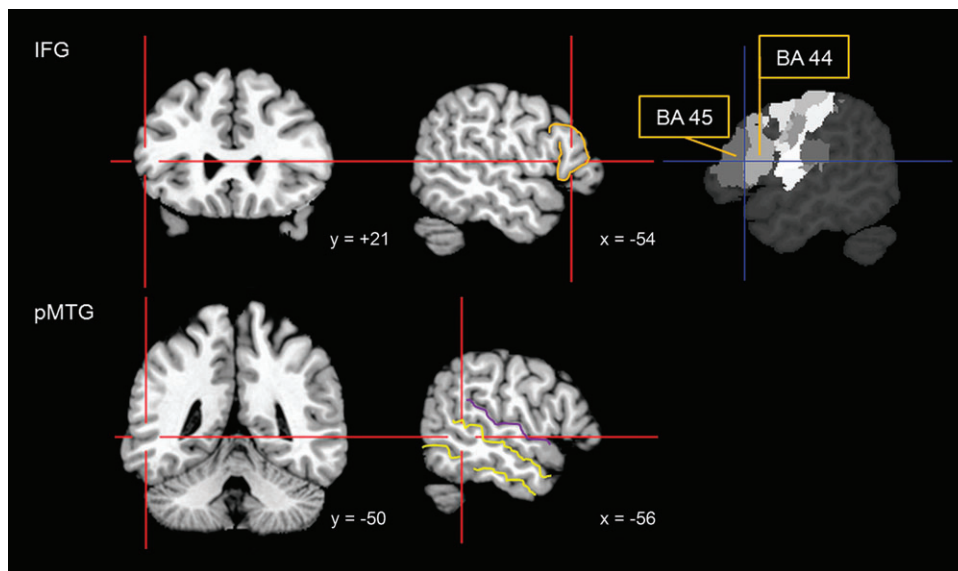 IFG
BA 44
BA 45
y = +21
x = -54
pMTG
y = -50
x = -56